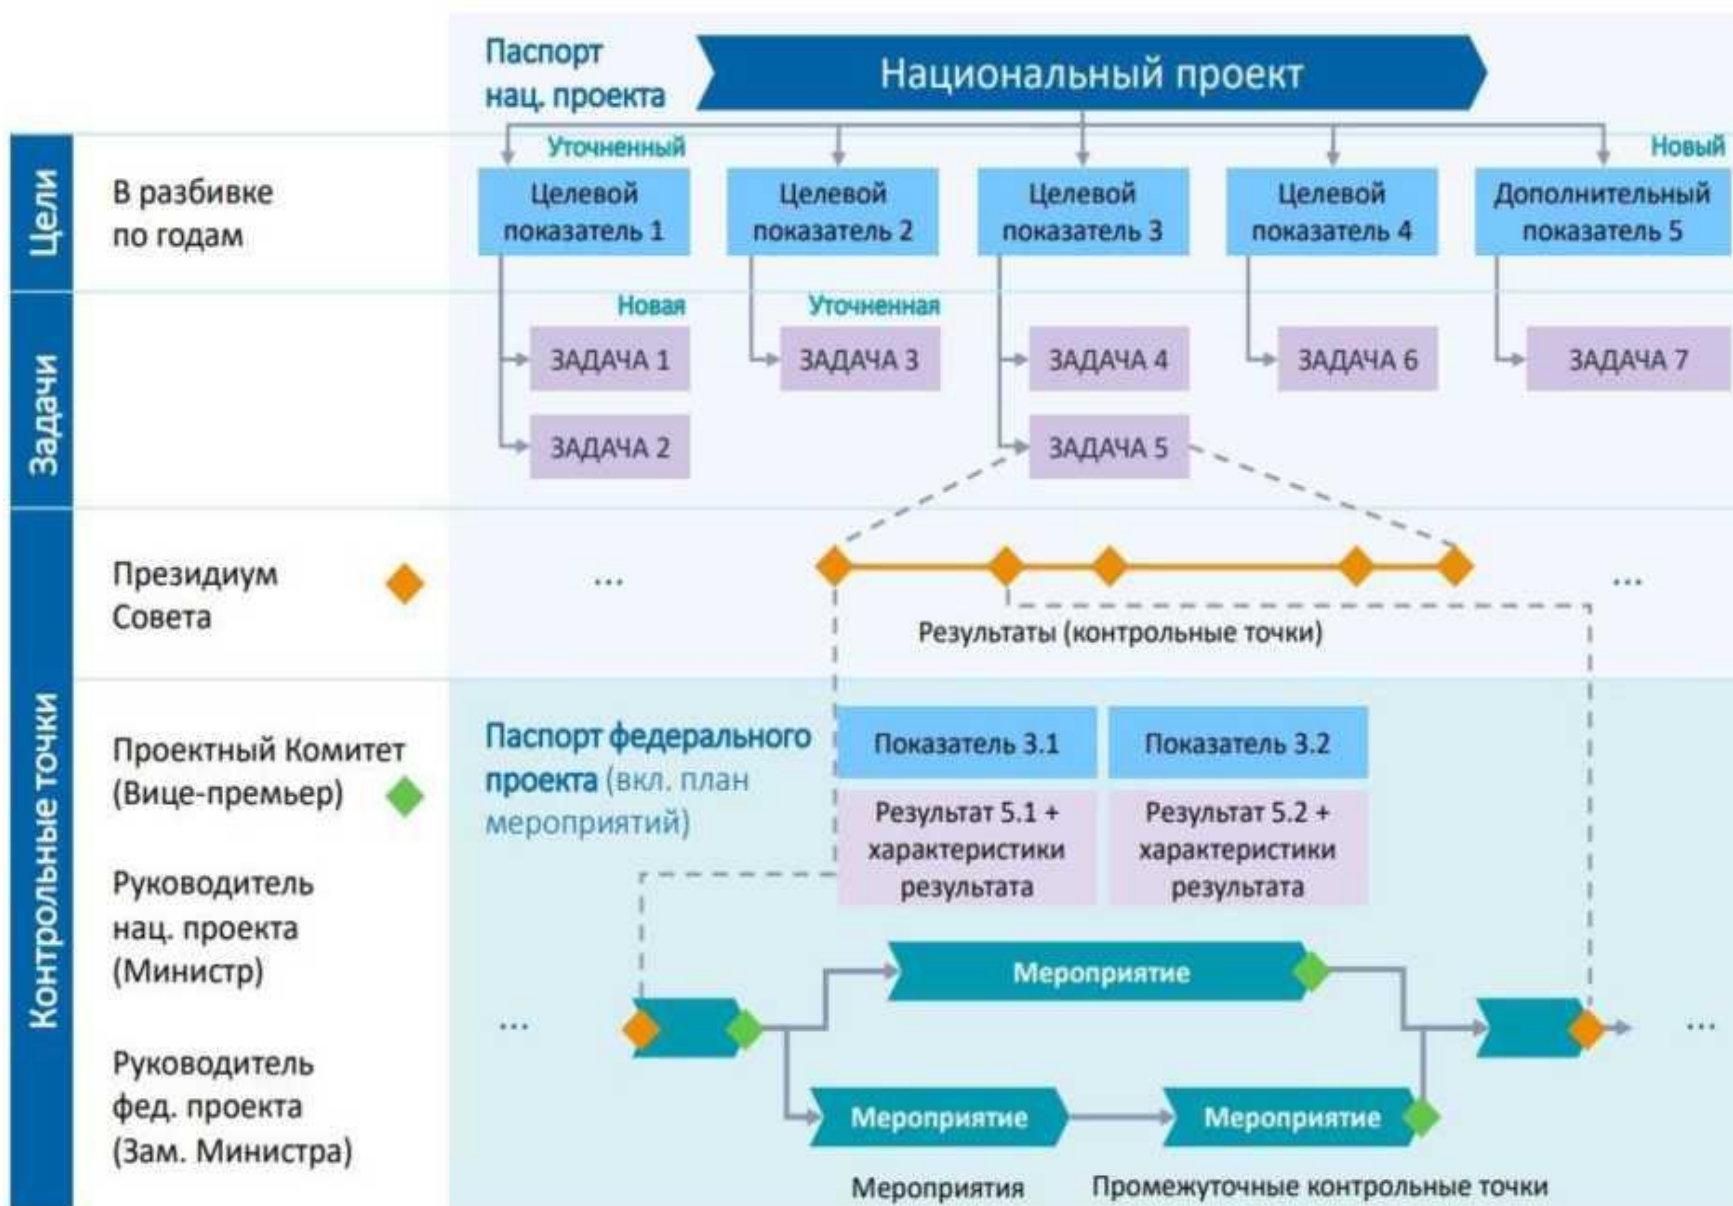 Паспорт
нац. проекта
Национальный проект
Цели
В разбивке
по годам
Уточненный
Новый
Целевой
показатель 1
Целевой
показатель 2
Целевой
показатель 3
Целевой
показатель 4
Дополнительный
показатель 5
Задачи
Новая
Уточненная
ЗАДАЧА 1
ЗАДАЧА 3
ЗАДАЧА 4
ЗАДАЧА 6
ЗАДАЧА 7
ЗАДАЧА 2
ЗАДАЧА 5
Контрольные точки
Президиум
Совета
...
...
Результаты (контрольные точки)
Проектный Комитет
(Вице-премьер)
Руководитель
нац. проекта
(Министр)
Руководитель
фед. проекта
(Зам. Министра)
Паспорт федерального
проекта (вкл. план
мероприятий)
Показатель 3.1
Показатель 3.2
Результат 5.1 +
характеристики
результата
Результат 5.2 +
характеристики
результата
Мероприятие
...
...
Мероприятие
Мероприятие
Мероприятия
Промежуточные контрольные точки